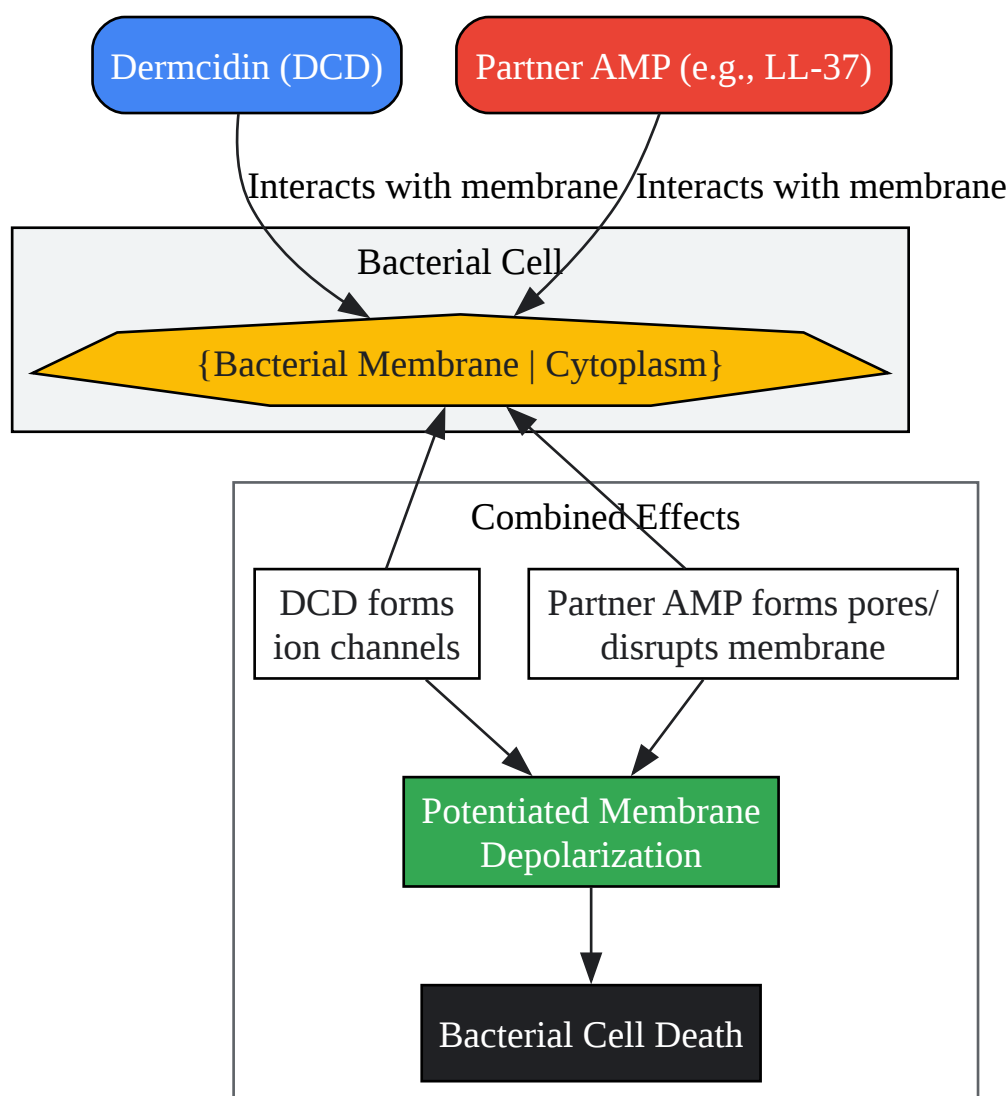 Dermcidin (DCD)
Partner AMP (e.g., LL-37)
Interacts with membrane
Interacts with membrane
Bacterial Cell
{Bacterial Membrane | Cytoplasm}
Combined Effects
DCD forms
ion channels
Partner AMP forms pores/
disrupts membrane
Potentiated Membrane
Depolarization
Bacterial Cell Death